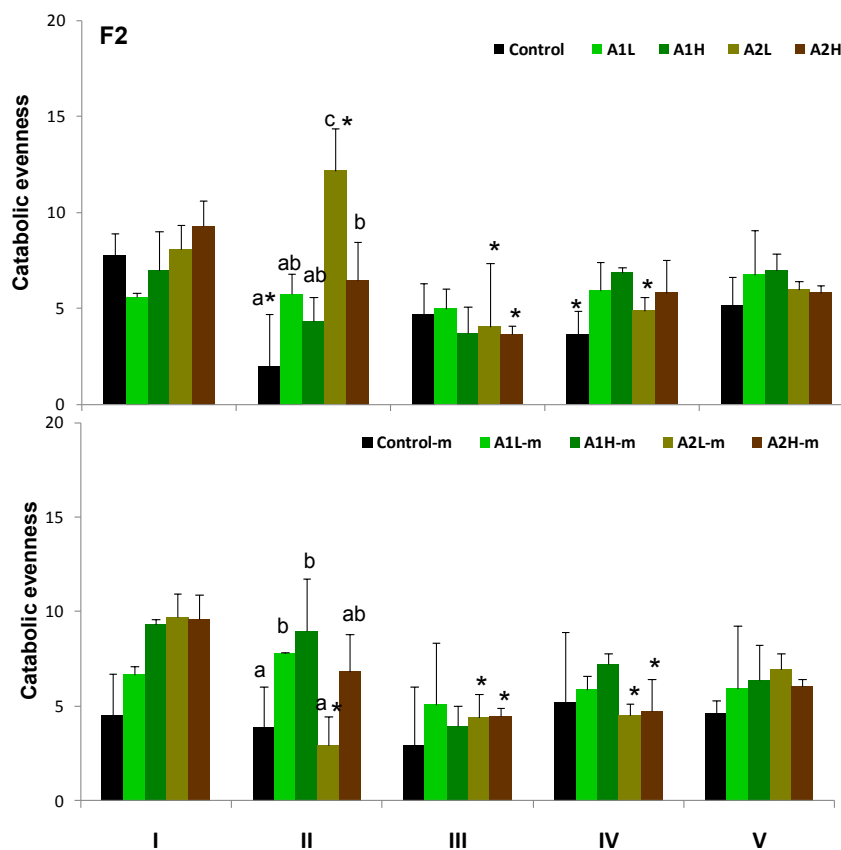 20
F2
Control A1L A1H A2L A2H
15
c *
Catabolic evenness
10
b
ab ab *
5
a* * * *
0
20
Control-m A1L-m A1H-m A2L-m A2H-m
15
Catabolic evenness
b
10
b ab
a
5
a* * * * *
0
I II III IV V